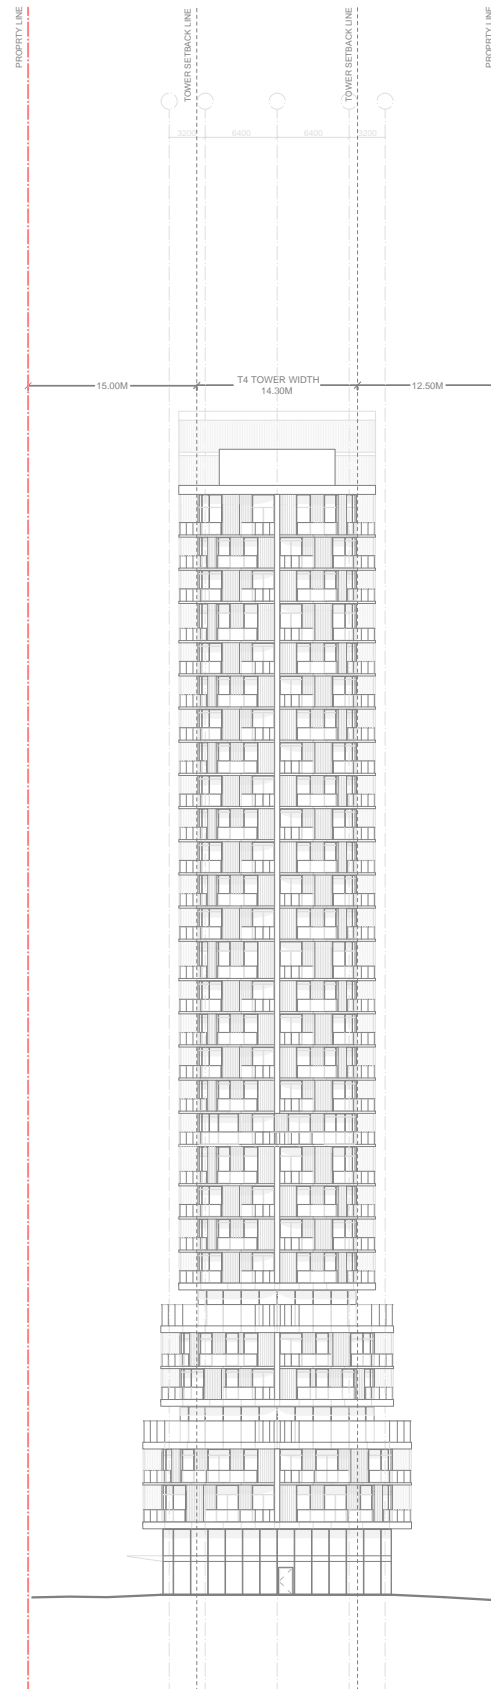 PROPRTY LINE
TOWER SETBACK LINE
TOWER SETBACK LINE
PROPRTY LINE
3200
6400
6400
3200
15.00M
T4 TOWER WIDTH
14.30M
12.50M